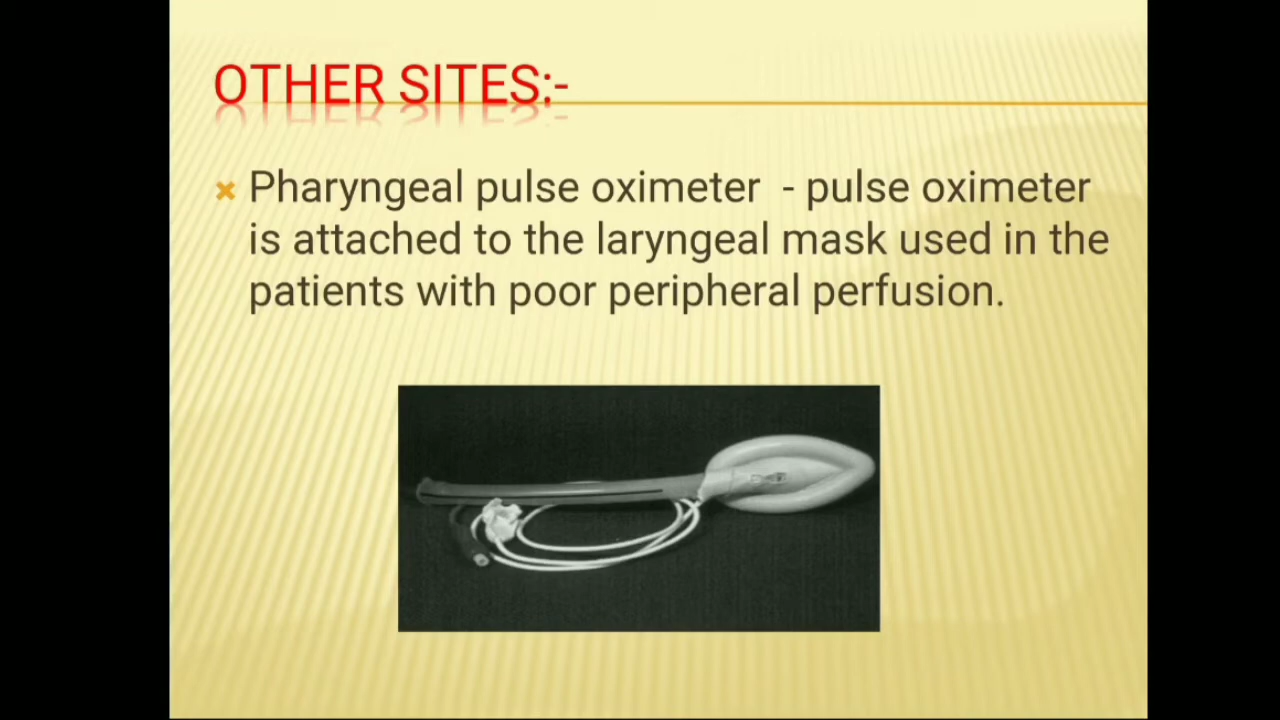 OTHER SITES:-
Pharyngeal pulse oximeter - pulse oximeter
is attached to the laryngeal mask used in the
patients with poor peripheral perfusion.